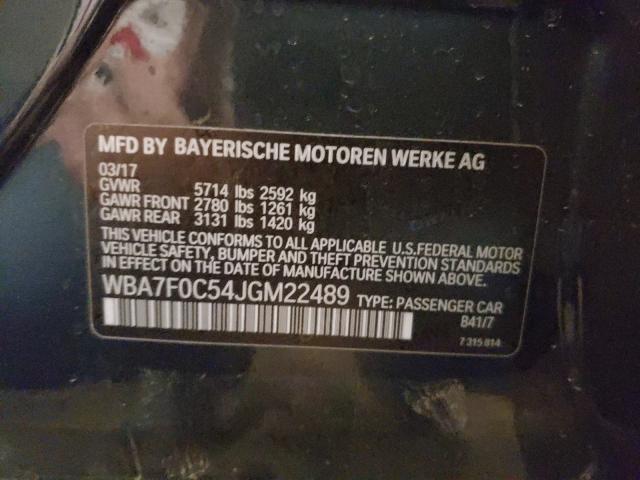 MFD BY BAYERISCHE MOTOREN WERKE AG
03/17
GVWR 5714 lbs 2592 kg
GAWR FRONT 2780 lbs 1261 kg
GAWR REAR 3131 lbs 1420 kg
THIS VEHICLE CONFORMS TO ALL APPLICABLE U.S.FEDERAL MOTOR
VEHICLE SAFETY, BUMPER AND THEFT PREVENTION STANDARDS
IN EFFECT ON THE DATE OF MANUFACTURE SHOWN ABOVE.
WBA7F0C54JGM22489 TYPE: PASSENGER CAR
B41/7
7 315 814